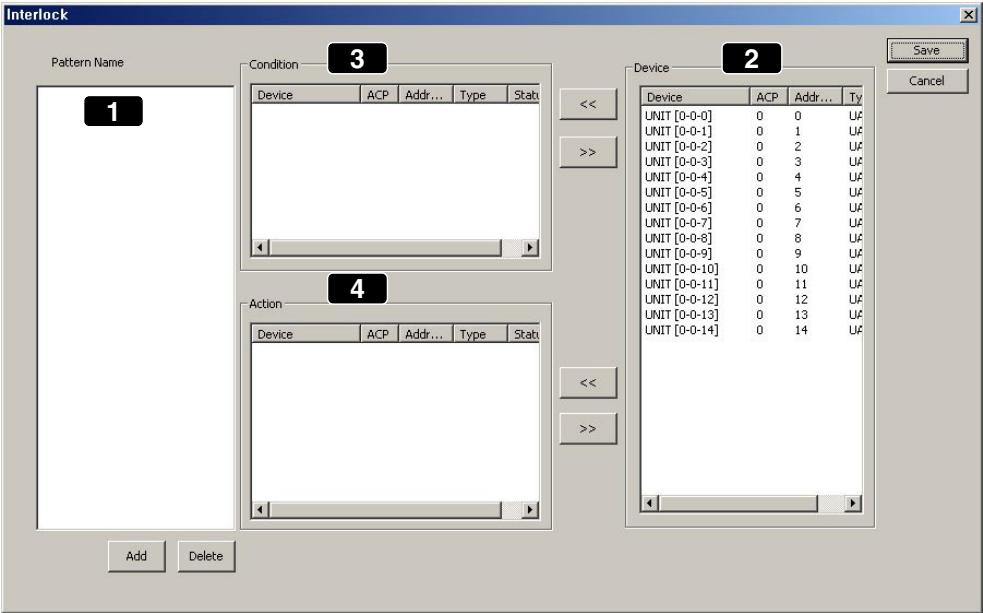 Interlock
Pattern Name
1
Condition
3
Device ACP Addr... Type Statu
<<
>>
Action
4
Device ACP Addr... Type Statu
<<
>>
Device
2
Device ACP Addr... Ty
UNIT [0-0-0] 0 0 UA
UNIT [0-0-1] 0 1 UA
UNIT [0-0-2] 0 2 UA
UNIT [0-0-3] 0 3 UA
UNIT [0-0-4] 0 4 UA
UNIT [0-0-5] 0 5 UA
UNIT [0-0-6] 0 6 UA
UNIT [0-0-7] 0 7 UA
UNIT [0-0-8] 0 8 UA
UNIT [0-0-9] 0 9 UA
UNIT [0-0-10] 0 10 UA
UNIT [0-0-11] 0 11 UA
UNIT [0-0-12] 0 12 UA
UNIT [0-0-13] 0 13 UA
UNIT [0-0-14] 0 14 UA
Save
Cancel
Add Delete